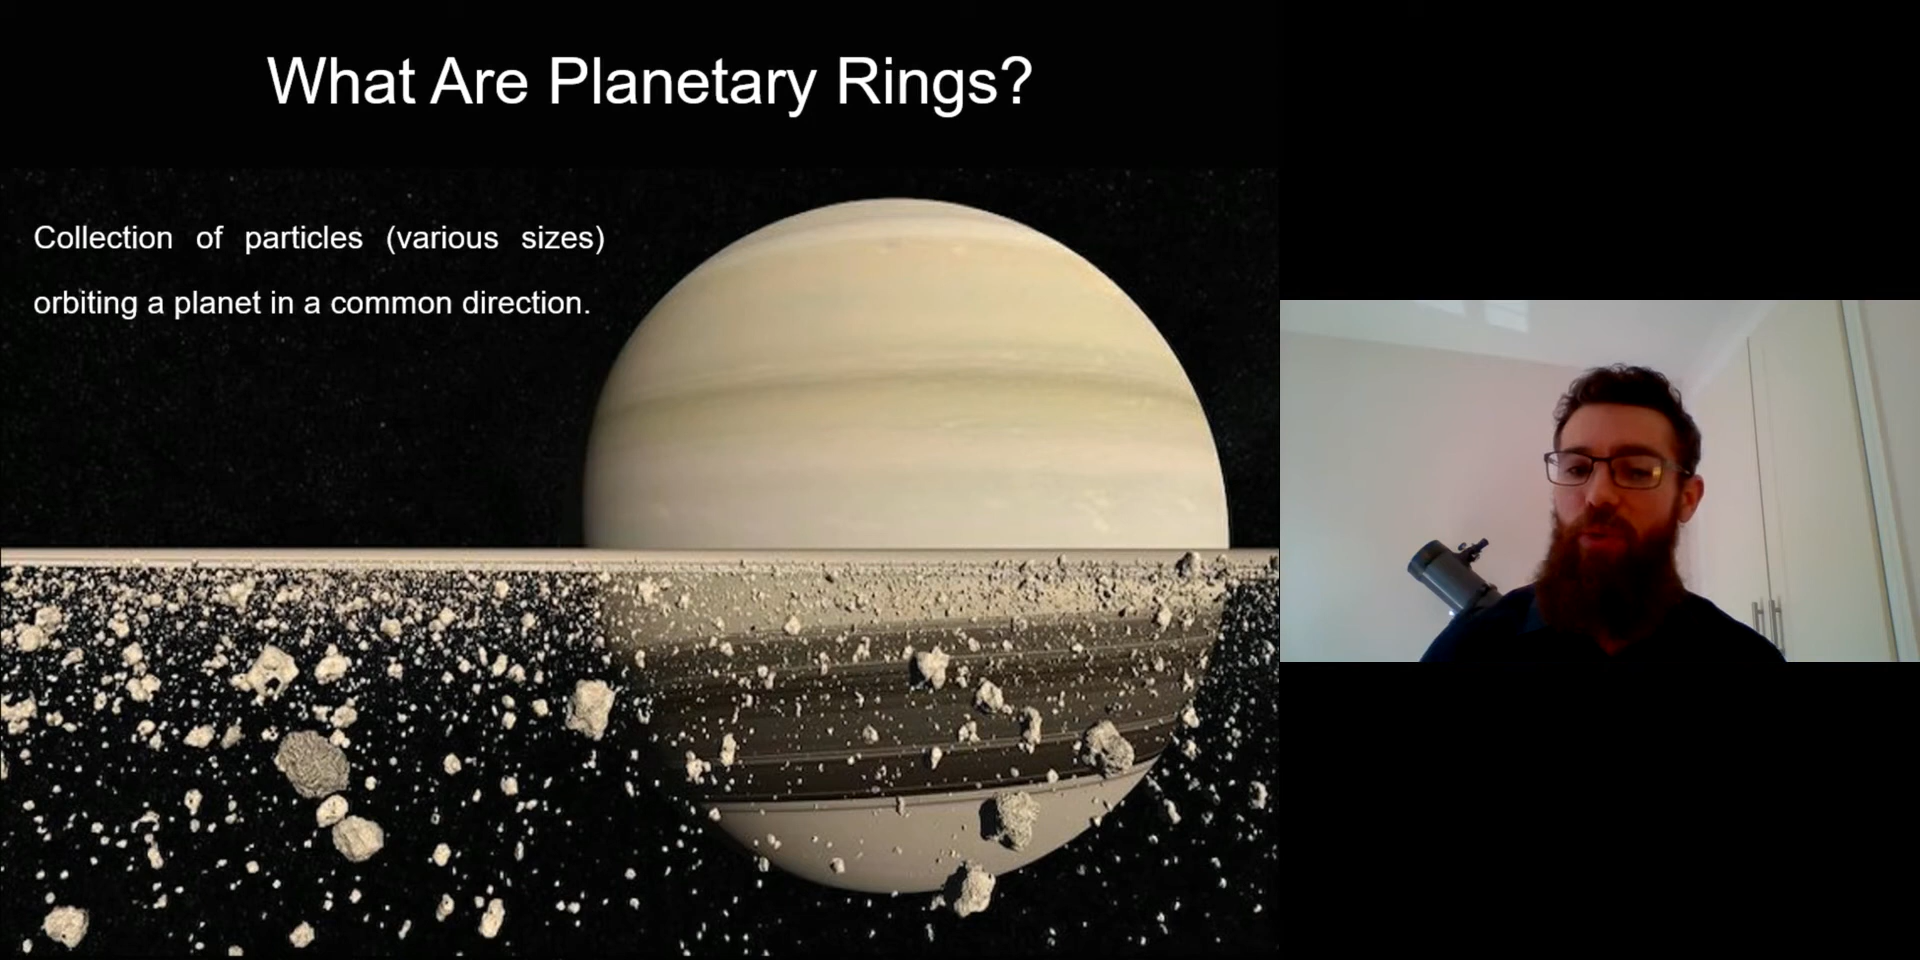 What Are Planetary Rings?
Collection of particles (various sizes)
orbiting a planet in a common direction.